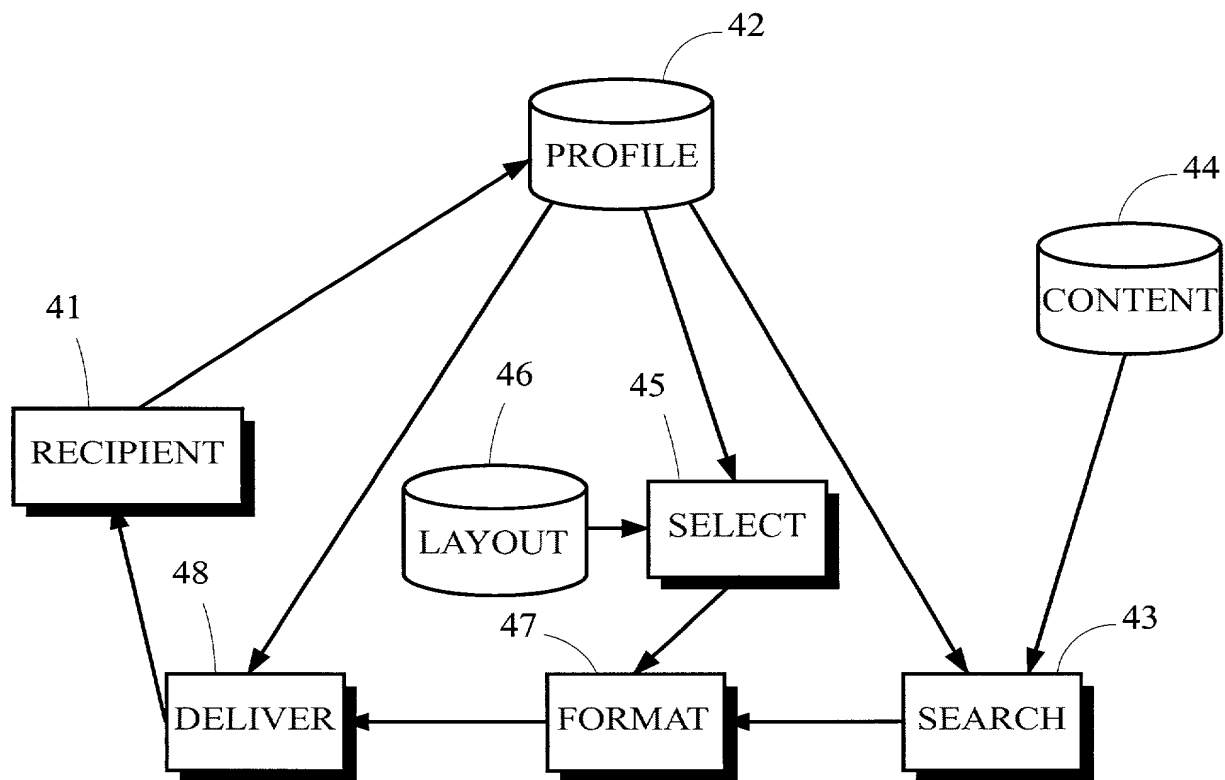 42
PROFILE
44
CONTENT
41
RECIPIENT
46
LAYOUT
45
SELECT
48
DELIVER
47
FORMAT
43
SEARCH